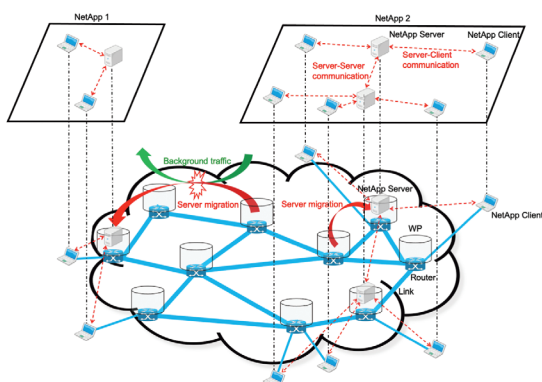 NetApp 1
NetApp 2
NetApp Server
NetApp Client
Server-Server
communication
Server-Client
communication
Background traffic
Server migration
Server migration
NetApp Server
NetApp Client
WP
Router
Link